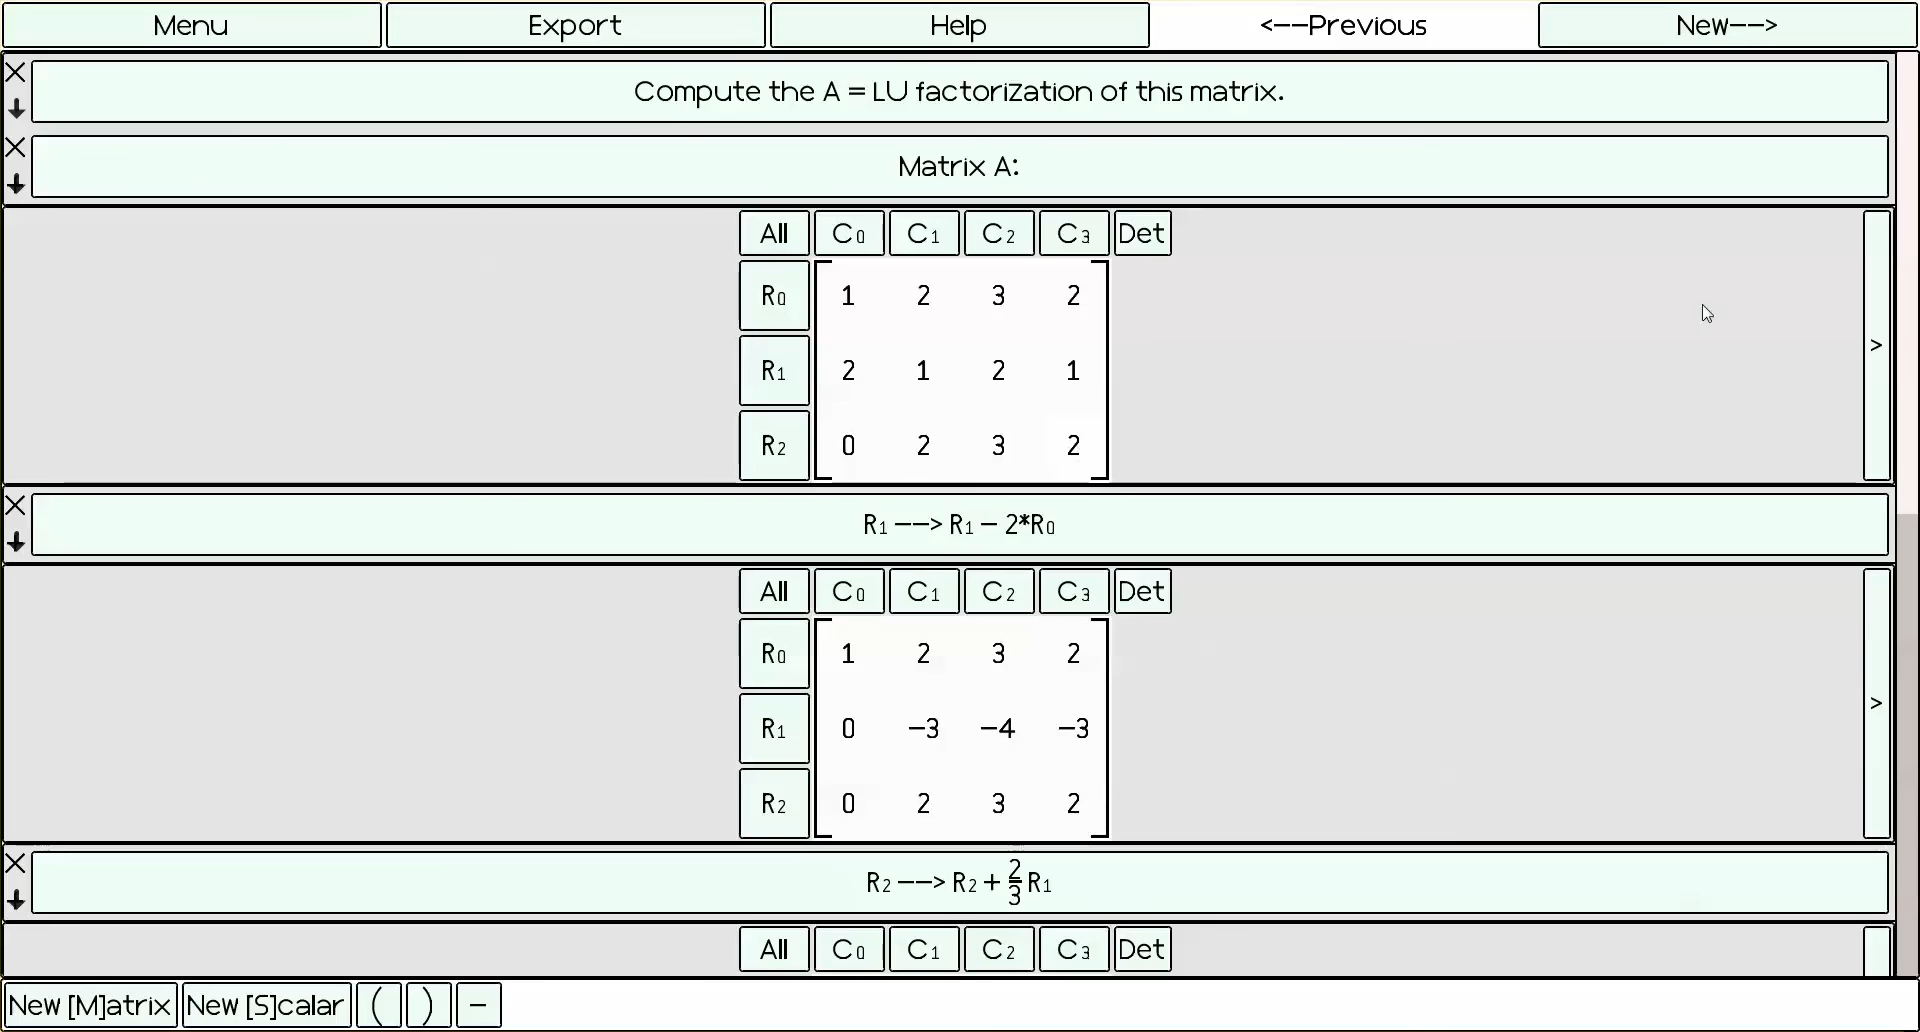 Menu Export Help <--Previous New-->
X Compute the A = LU factorization of this matrix.
X Matrix A:
All C0 C1 C2 C3 Det
R0 1 2 3 2
R1 2 1 2 1 >
R2 0 2 3 2
X R1 --> R1 - 2*R0
All C0 C1 C2 C3 Det
R0 1 2 3 2
R1 0 -3 -4 -3 >
R2 0 2 3 2
X R2 --> R2 + 2/3 R1
All C0 C1 C2 C3 Det
New [M]atrix New [S]calar ( ) -